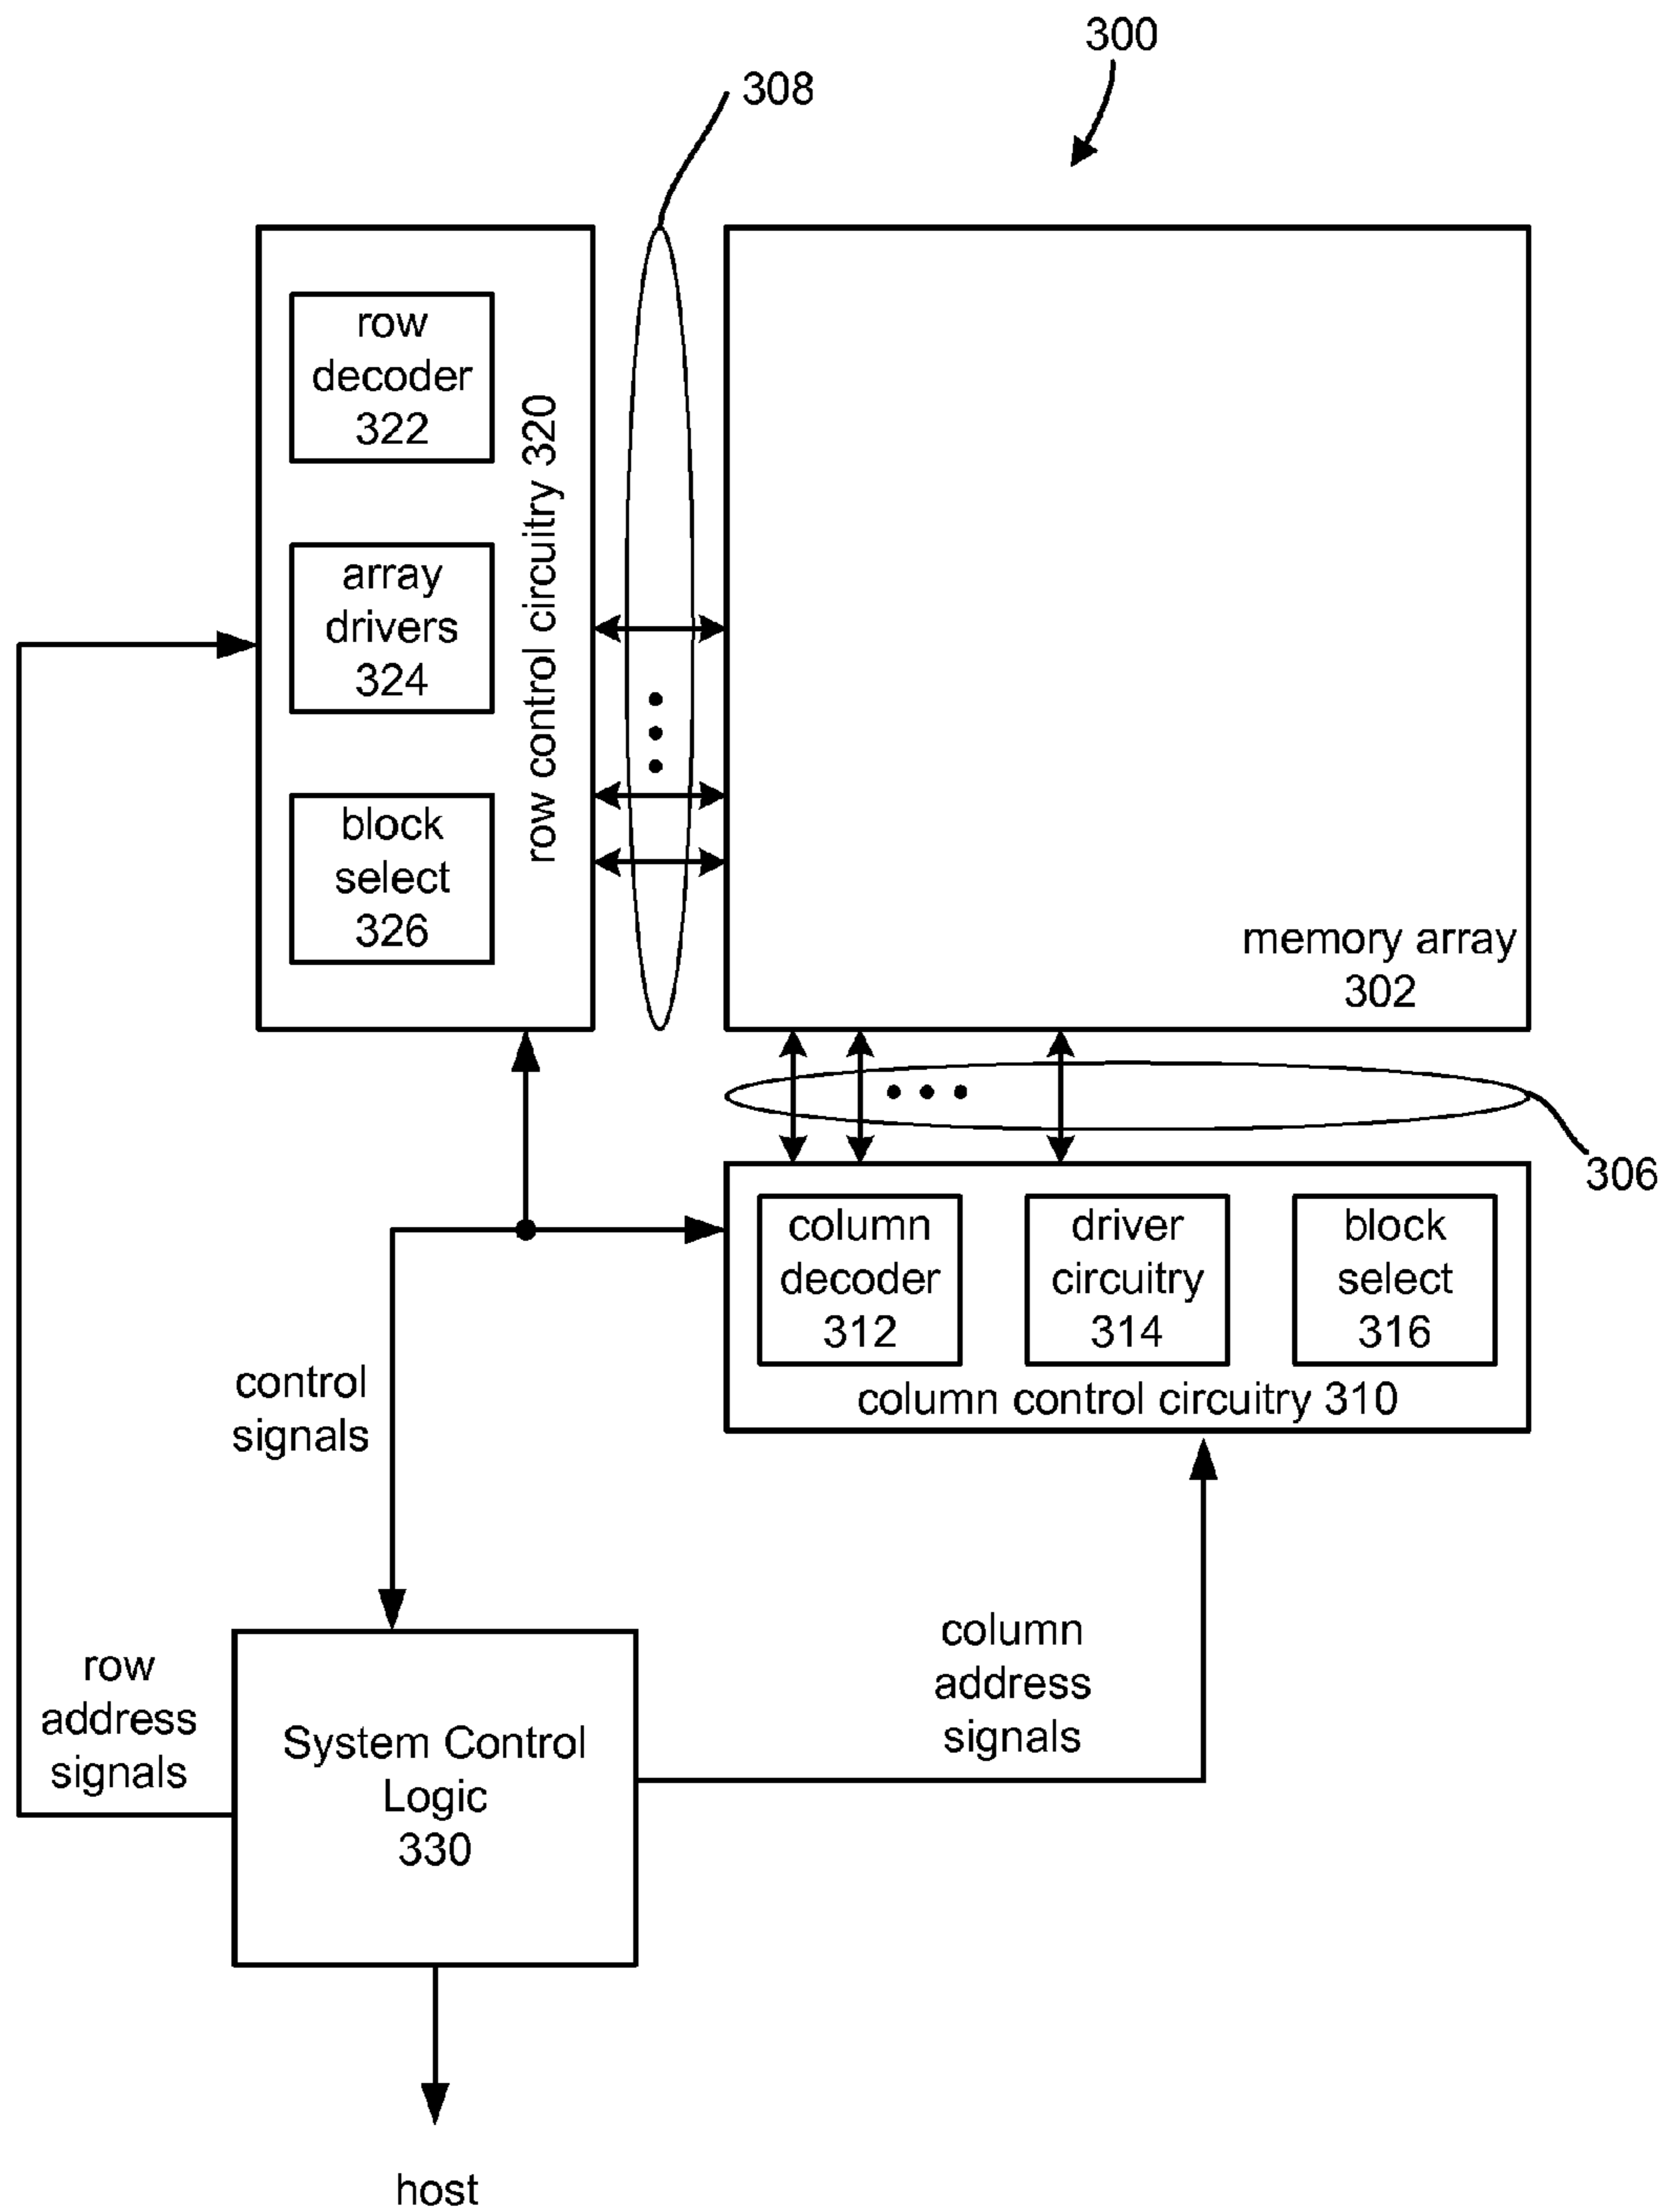 300
308
row
decoder
322
array
drivers
324
block
select
326
row control circuitry 320
memory array
302
306
column
decoder
312
driver
circuitry
314
block
select
316
column control circuitry 310
control
signals
row
address
signals
column
address
signals
System Control
Logic
330
host